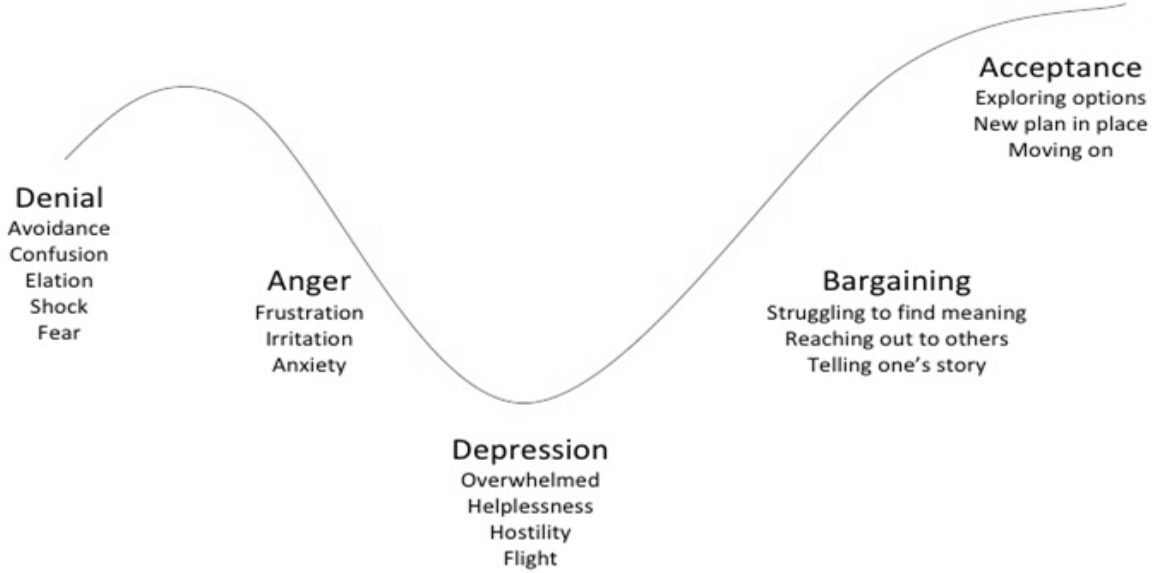 Denial
Avoidance
Confusion
Elation
Shock
Fear
Anger
Frustration
Irritation
Anxiety
Depression
Overwhelmed
Helplessness
Hostility
Flight
Bargaining
Struggling to find meaning
Reaching out to others
Telling one’s story
Acceptance
Exploring options
New plan in place
Moving on